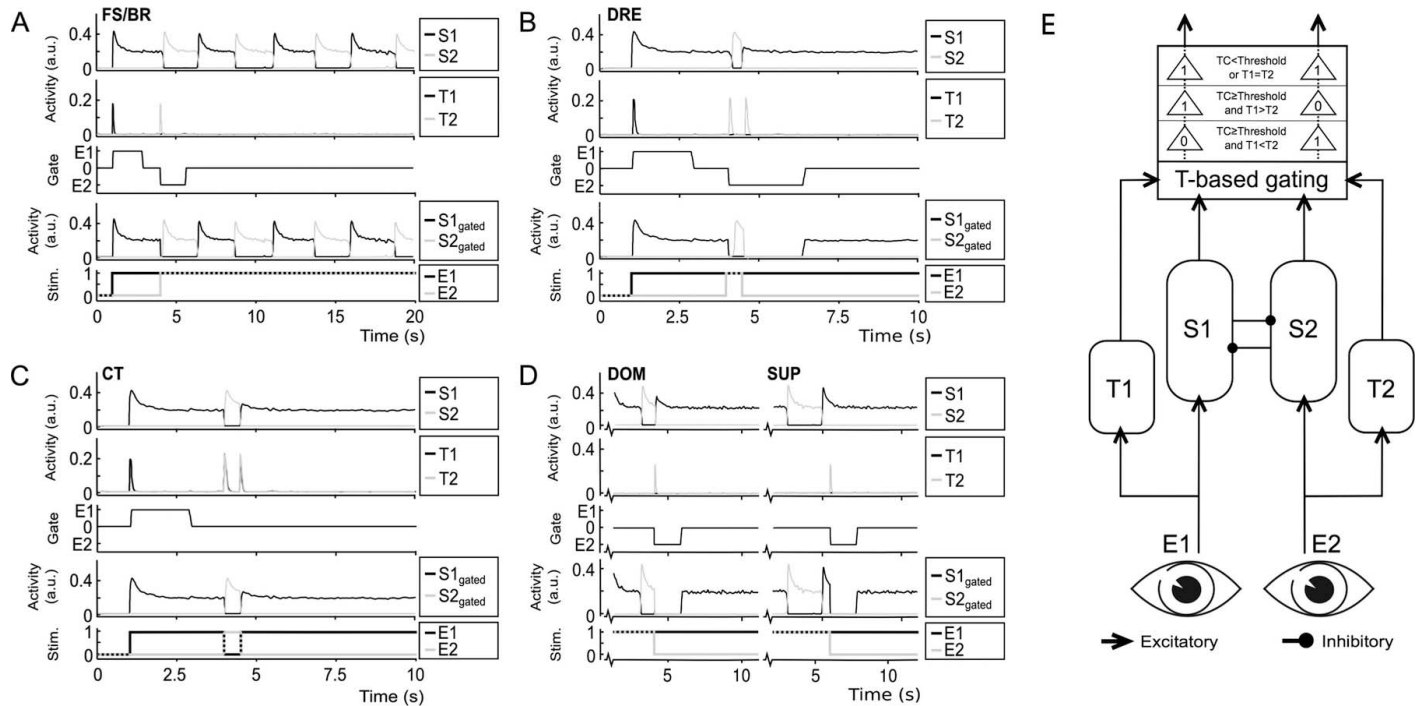 A
FS/BR
Activity (a.u.)
0.4
0
S1
S2
Activity (a.u.)
0.2
0
T1
T2
Gate
E1
0
E2
Activity (a.u.)
0.4
0
S1gated
S2gated
Stim.
1
0
E1
E2
0 5 10 15 20
Time (s)
B
DRE
Activity (a.u.)
0.4
0
S1
S2
Activity (a.u.)
0.2
0
T1
T2
Gate
E1
0
E2
Activity (a.u.)
0.4
0
S1gated
S2gated
Stim.
1
0
E1
E2
0 2.5 5 7.5 10
Time (s)
C
CT
Activity (a.u.)
0.4
0
S1
S2
Activity (a.u.)
0.2
0
T1
T2
Gate
E1
0
E2
Activity (a.u.)
0.4
0
S1gated
S2gated
Stim.
1
0
E1
E2
0 2.5 5 7.5 10
Time (s)
D
DOM SUP
Activity (a.u.)
0.4
0
S1
S2
Activity (a.u.)
0.2
0
T1
T2
Gate
E1
0
E2
Activity (a.u.)
0.4
0
S1gated
S2gated
Stim.
1
0
E1
E2
0 5 10 5 10
Time (s)
E
1 TC<Threshold 1
or T1=T2
1 TC≥Threshold 0
and T1>T2
0 TC≥Threshold 1
and T1<T2
T-based gating
S1 S2
T1 T2
E1 E2
Excitatory Inhibitory